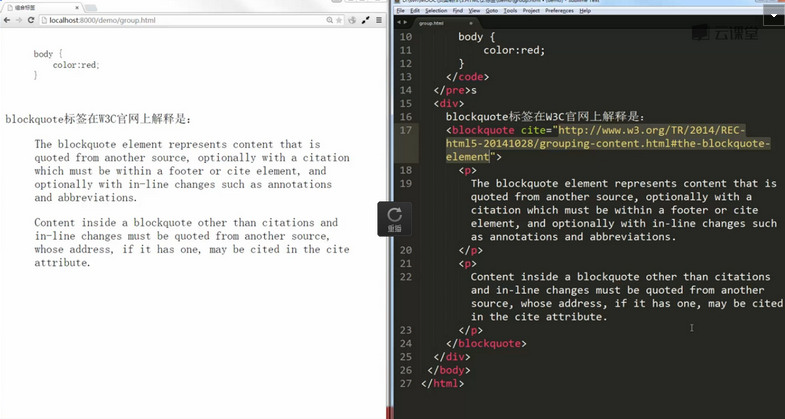 语音标签
localhost:8000/demo/group.html
body {
color:red;
}
blockquote标签在W3C官网上解释是:
The blockquote element represents content that is
quoted from another source, optionally with a citation
which must be within a footer or cite element, and
optionally with in-line changes such as annotations
and abbreviations.
Content inside a blockquote other than citations and
in-line changes must be quoted from another source,
whose address, if it has one, may be cited in the cite
attribute.
重播
File Edit Selection Find View Goto Tools Project Preferences Help
group.html
云课堂
10 body {
11 color:red;
12 }
13 </code>
14 </pre>s
15 <div>
16 blockquote标签在W3C官网上解释是:
17 <blockquote cite="http://www.w3.org/TR/2014/REC-
html5-20141028/grouping-content.html#the-blockquote-
element">
18 <p>
19 The blockquote element represents content that is
quoted from another source, optionally with a
citation which must be within a footer or cite
element, and optionally with in-line changes such
as annotations and abbreviations.
20 </p>
21 <p>
22 Content inside a blockquote other than citations
and in-line changes must be quoted from another
source, whose address, if it has one, may be cited
in the cite attribute.
23 </p>
24 </blockquote>
25 </div>
26 </body>
27 </html>